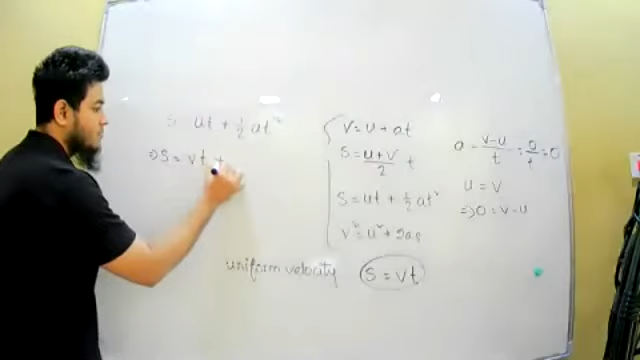 S ut + 1/2 at²
⇒ S = vt +
v = u + at
S = (u+v)/2 t
S = ut + 1/2 at²
v² = u² + 2as
a = (v-u)/t = 0/t = 0
u = v
⇒ 0 = v - u
uniform velocity S = vt